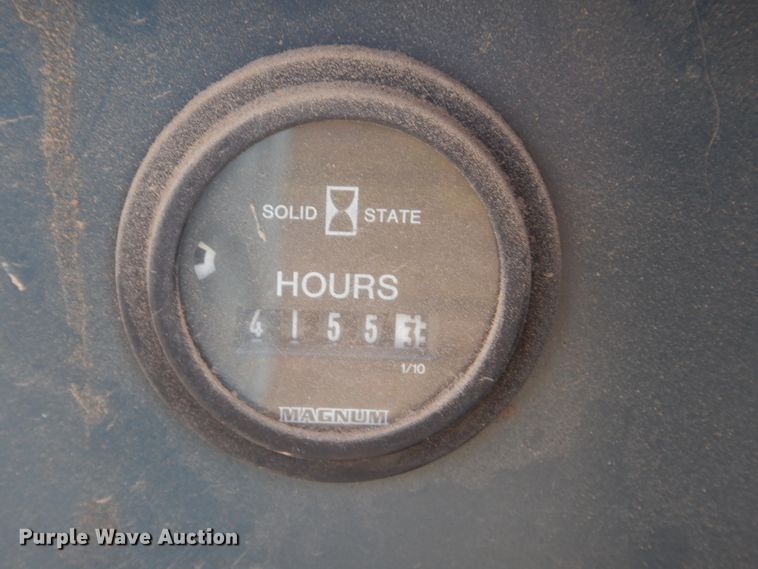 SOLID STATE
HOURS
4 1 5 5 3
1/10
MAGNUM
Purple Wave Auction